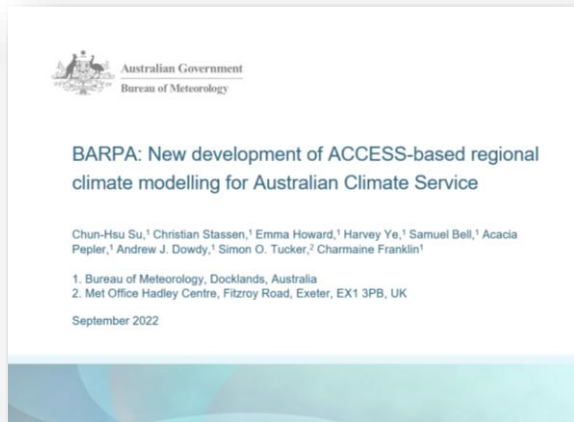 Australian Government
Bureau of Meteorology
BARPA: New development of ACCESS-based regional
climate modelling for Australian Climate Service
Chun-Hsu Su,¹ Christian Stassen,¹ Emma Howard,¹ Harvey Ye,¹ Samuel Bell,¹ Acacia
Pepler,¹ Andrew J. Dowdy,¹ Simon O. Tucker,² Charmaine Franklin¹
1. Bureau of Meteorology, Docklands, Australia
2. Met Office Hadley Centre, Fitzroy Road, Exeter, EX1 3PB, UK
September 2022